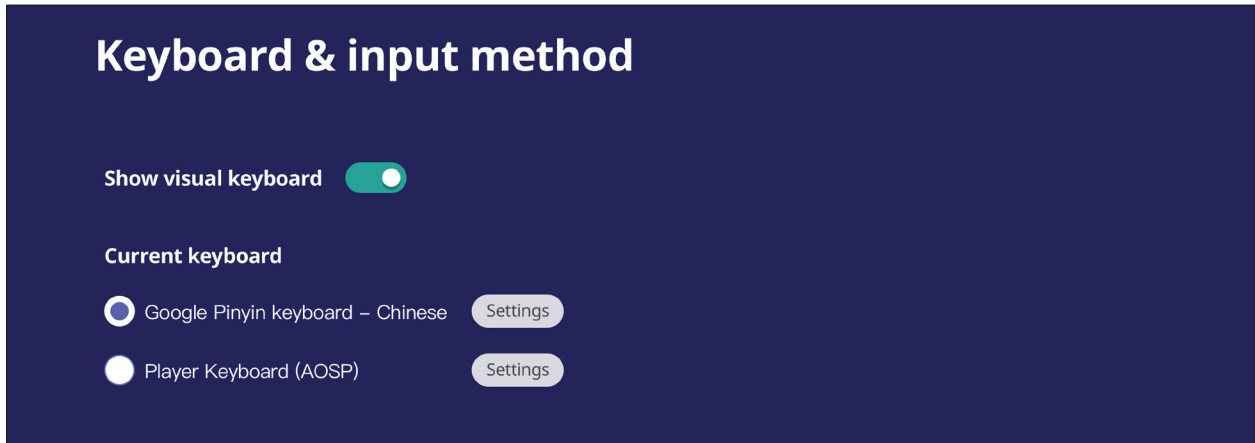 Keyboard & input method
Show visual keyboard
Current keyboard
Google Pinyin keyboard – Chinese Settings
Player Keyboard (AOSP) Settings